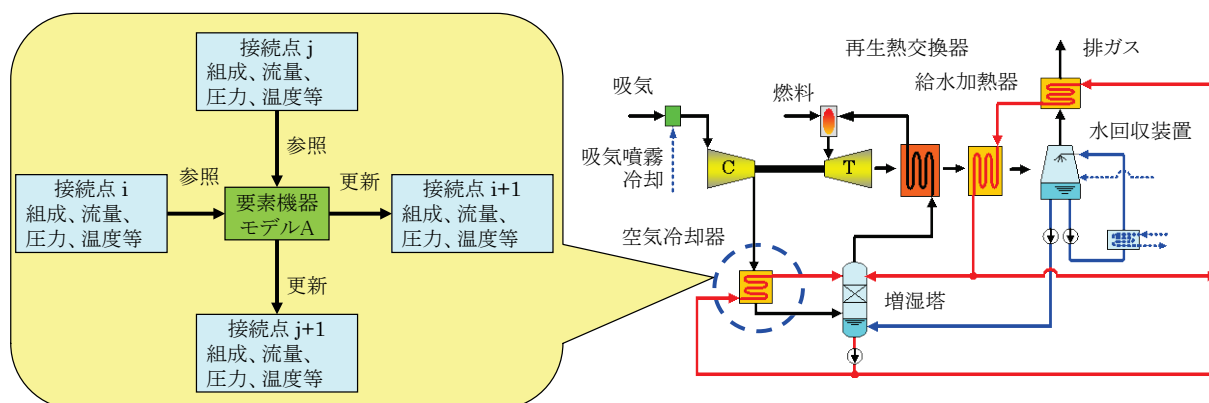 接続点 j
組成、流量、
圧力、温度等
参照
接続点 i
組成、流量、
圧力、温度等
参照
要素機器
モデルA
更新
接続点 i+1
組成、流量、
圧力、温度等
更新
接続点 j+1
組成、流量、
圧力、温度等
再生熱交換器
排ガス
給水加熱器
吸気
燃料
水回収装置
吸気噴霧
冷却
C
T
空気冷却器
増湿塔